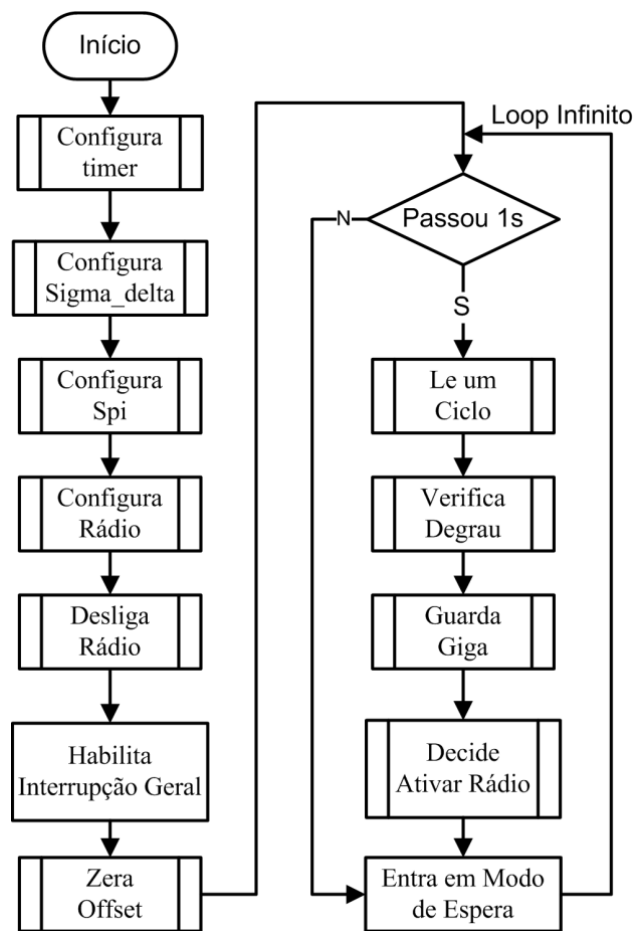 Início
Configura
timer
Configura
Sigma_delta
Configura
Spi
Configura
Rádio
Desliga
Rádio
Habilita
Interrupção Geral
Zera
Offset
Loop Infinito
Passou 1s
N
S
Le um
Ciclo
Verifica
Degrau
Guarda
Giga
Decide
Ativar Rádio
Entra em Modo
de Espera